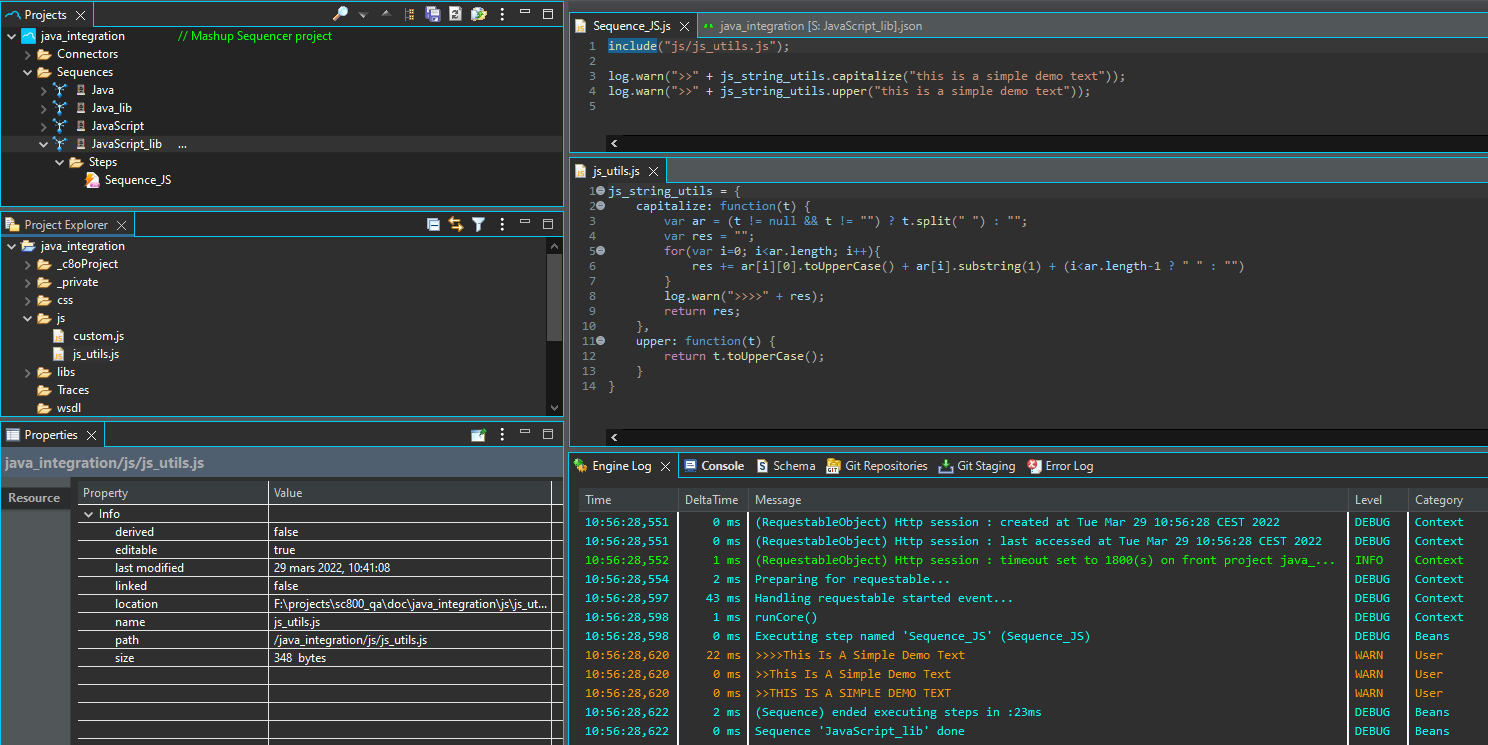 Projects
java_integration // Mashup Sequencer project
Connectors
Sequences
Java
Java_lib
JavaScript
JavaScript_lib ...
Steps
Sequence_JS
Project Explorer
java_integration
_c8oProject
_private
css
js
custom.js
js_utils.js
libs
Traces
wsdl
Properties
java_integration/js/js_utils.js
Resource
Property Value
Info
derived false
editable true
last modified 29 mars 2022, 10:41:08
linked false
location F:\projects\sc800_qa\doc\java_integration\js\js_ut...
name js_utils.js
path /java_integration/js/js_utils.js
size 348 bytes
Sequence_JS.js java_integration [S: JavaScript_lib].json
1 include("js/js_utils.js");
2
3 log.warn(">>" + js_string_utils.capitalize("this is a simple demo text"));
4 log.warn(">>" + js_string_utils.upper("this is a simple demo text"));
5
js_utils.js
1 js_string_utils = {
2 capitalize: function(t) {
3 var ar = (t != null && t != "") ? t.split(" ") : "";
4 var res = "";
5 for(var i=0; i<ar.length; i++){
6 res += ar[i][0].toUpperCase() + ar[i].substring(1) + (i<ar.length-1 ? " " : "")
7 }
8 log.warn(">>>>" + res);
9 return res;
10 },
11 upper: function(t) {
12 return t.toUpperCase();
13 }
14 }
Engine Log Console Schema Git Repositories Git Staging Error Log
Time DeltaTime Message Level Category
10:56:28,551 0 ms (RequestableObject) Http session : created at Tue Mar 29 10:56:28 CEST 2022 DEBUG Context
10:56:28,551 0 ms (RequestableObject) Http session : last accessed at Tue Mar 29 10:56:28 CEST 2022 DEBUG Context
10:56:28,552 1 ms (RequestableObject) Http session : timeout set to 1800(s) on front project java_... INFO Context
10:56:28,554 2 ms Preparing for requestable... DEBUG Context
10:56:28,597 43 ms Handling requestable started event... DEBUG Context
10:56:28,598 1 ms runCore() DEBUG Context
10:56:28,598 0 ms Executing step named 'Sequence_JS' (Sequence_JS) DEBUG Beans
10:56:28,620 22 ms >>>>This Is A Simple Demo Text WARN User
10:56:28,620 0 ms >>This Is A Simple Demo Text WARN User
10:56:28,620 0 ms >>THIS IS A SIMPLE DEMO TEXT WARN User
10:56:28,622 2 ms (Sequence) ended executing steps in :23ms DEBUG Beans
10:56:28,622 0 ms Sequence 'JavaScript_lib' done DEBUG Beans